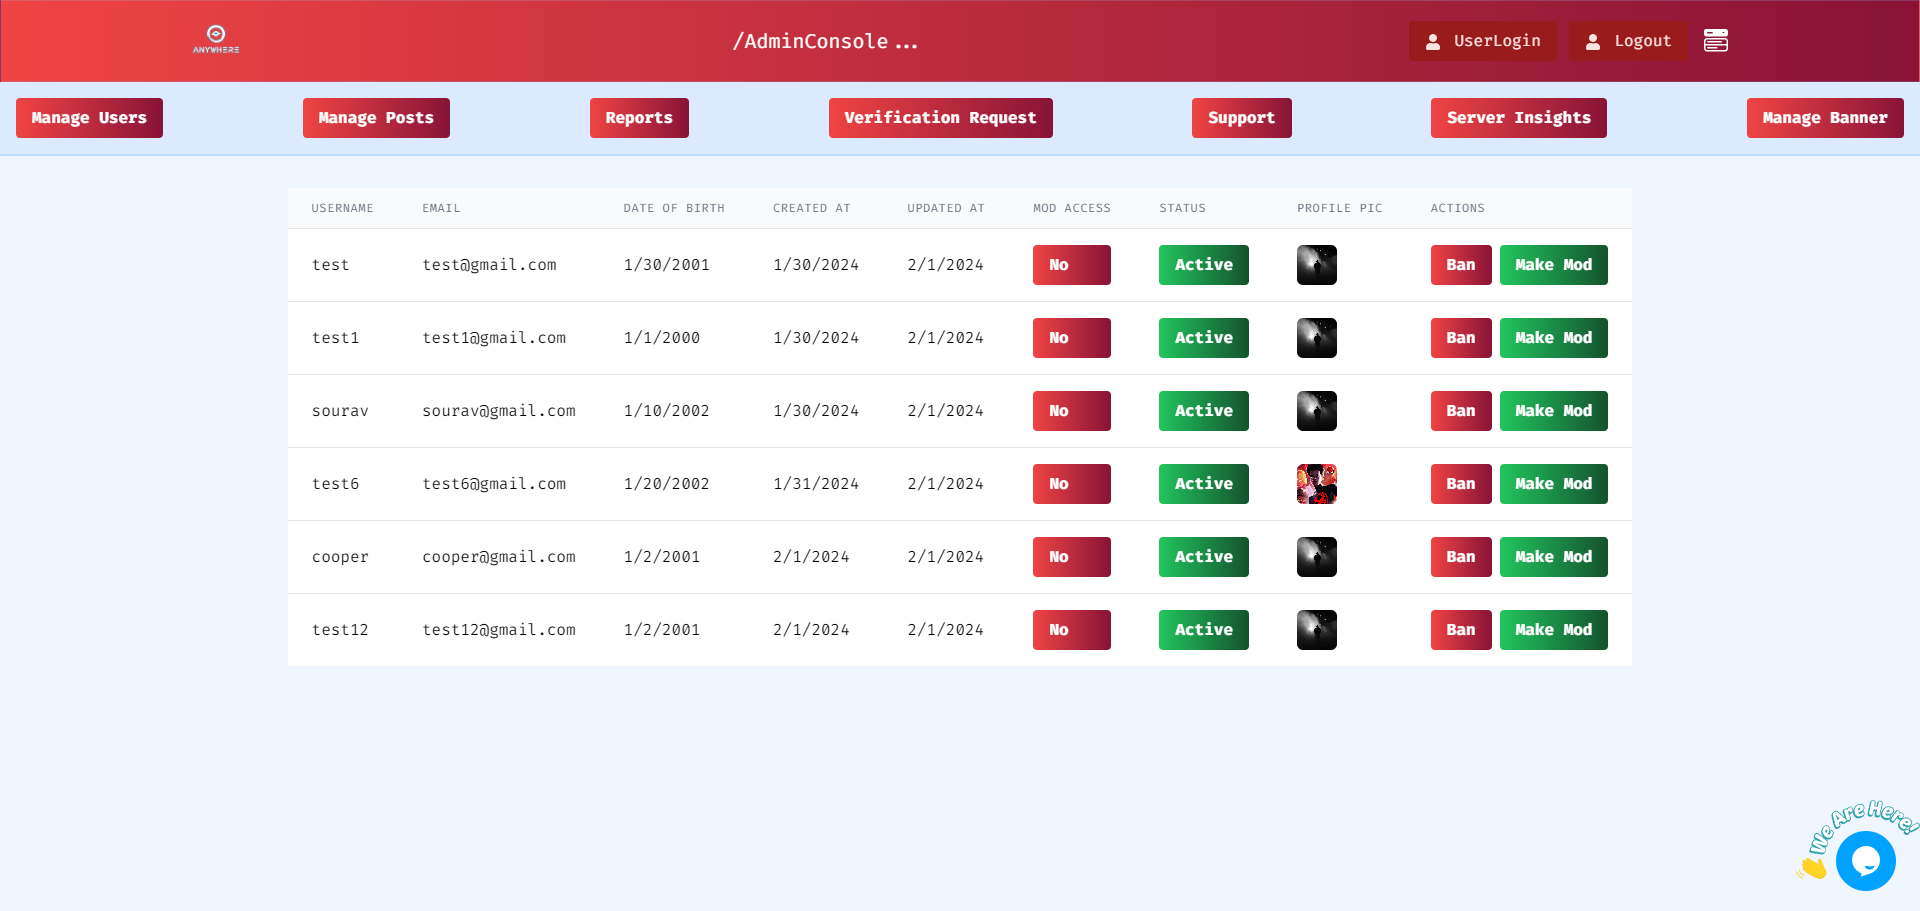 ANYWHERE
/AdminConsole...
UserLogin
Logout
Manage Users
Manage Posts
Reports
Verification Request
Support
Server Insights
Manage Banner
USERNAME EMAIL DATE OF BIRTH CREATED AT UPDATED AT MOD ACCESS STATUS PROFILE PIC ACTIONS
test test@gmail.com 1/30/2001 1/30/2024 2/1/2024 No Active Ban Make Mod
test1 test1@gmail.com 1/1/2000 1/30/2024 2/1/2024 No Active Ban Make Mod
sourav sourav@gmail.com 1/10/2002 1/30/2024 2/1/2024 No Active Ban Make Mod
test6 test6@gmail.com 1/20/2002 1/31/2024 2/1/2024 No Active Ban Make Mod
cooper cooper@gmail.com 1/2/2001 2/1/2024 2/1/2024 No Active Ban Make Mod
test12 test12@gmail.com 1/2/2001 2/1/2024 2/1/2024 No Active Ban Make Mod
We Are Here!